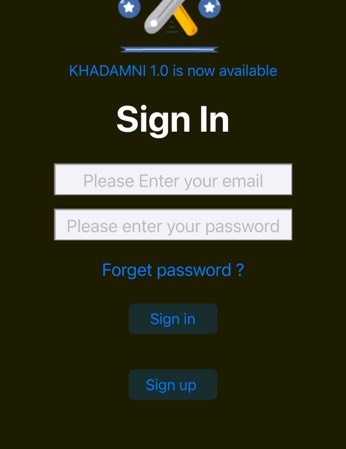 KHADAMNI 1.0 is now available
Sign In
Please Enter your email
Please enter your password
Forget password ?
Sign in
Sign up